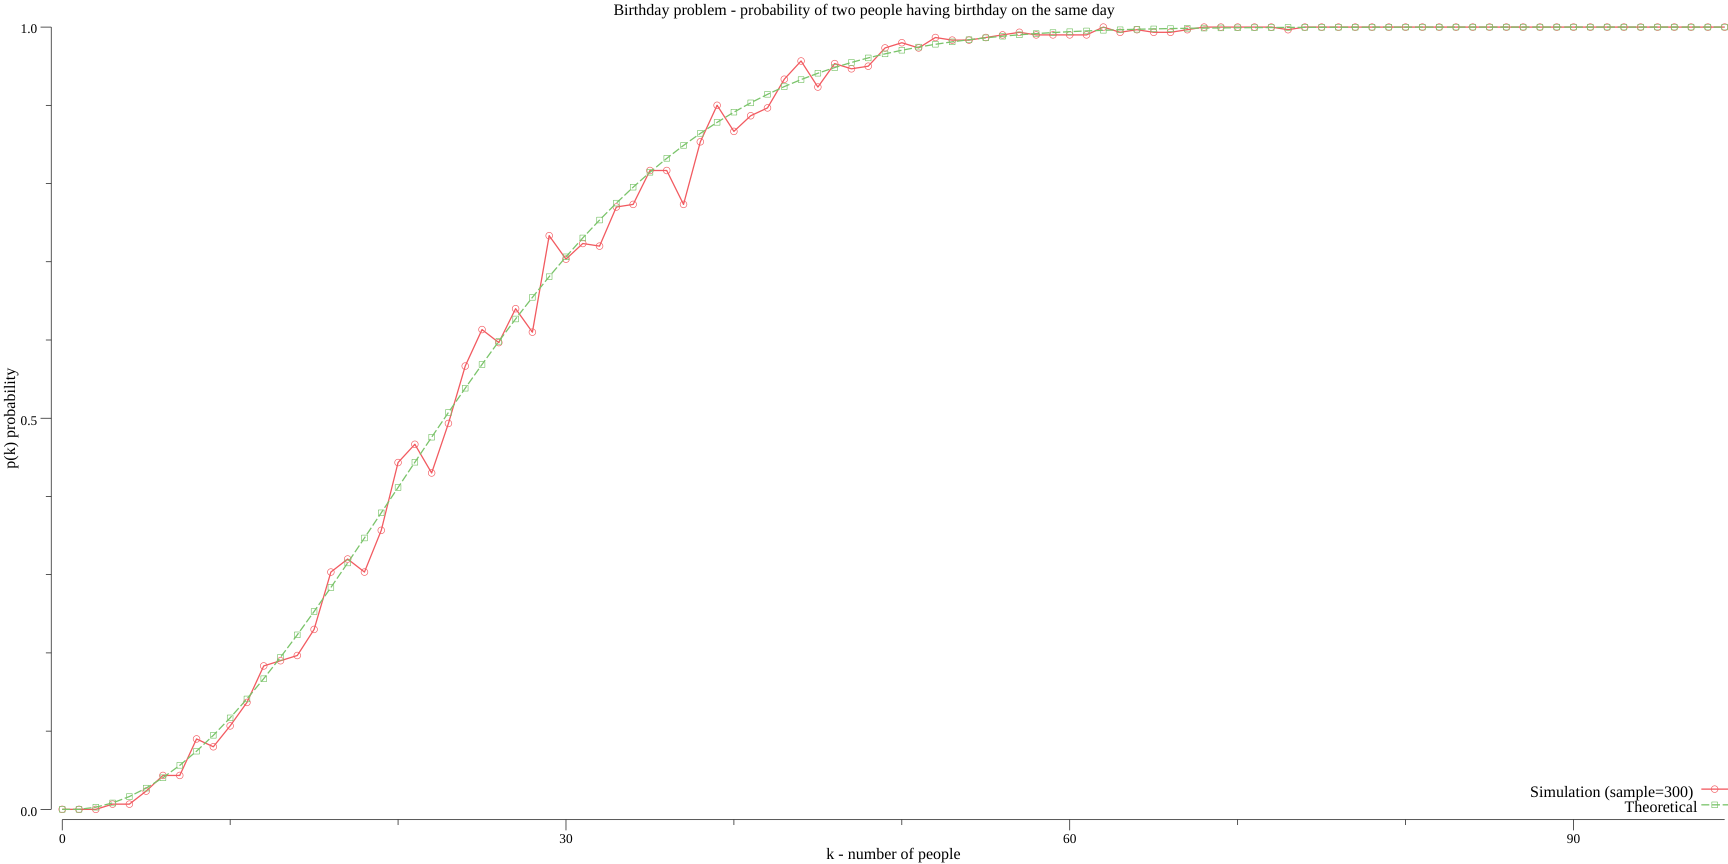 Birthday problem - probability of two people having birthday on the same day
1.0
0.5
0.0
p(k) probability
0
30
60
90
k - number of people
Simulation (sample=300)
Theoretical